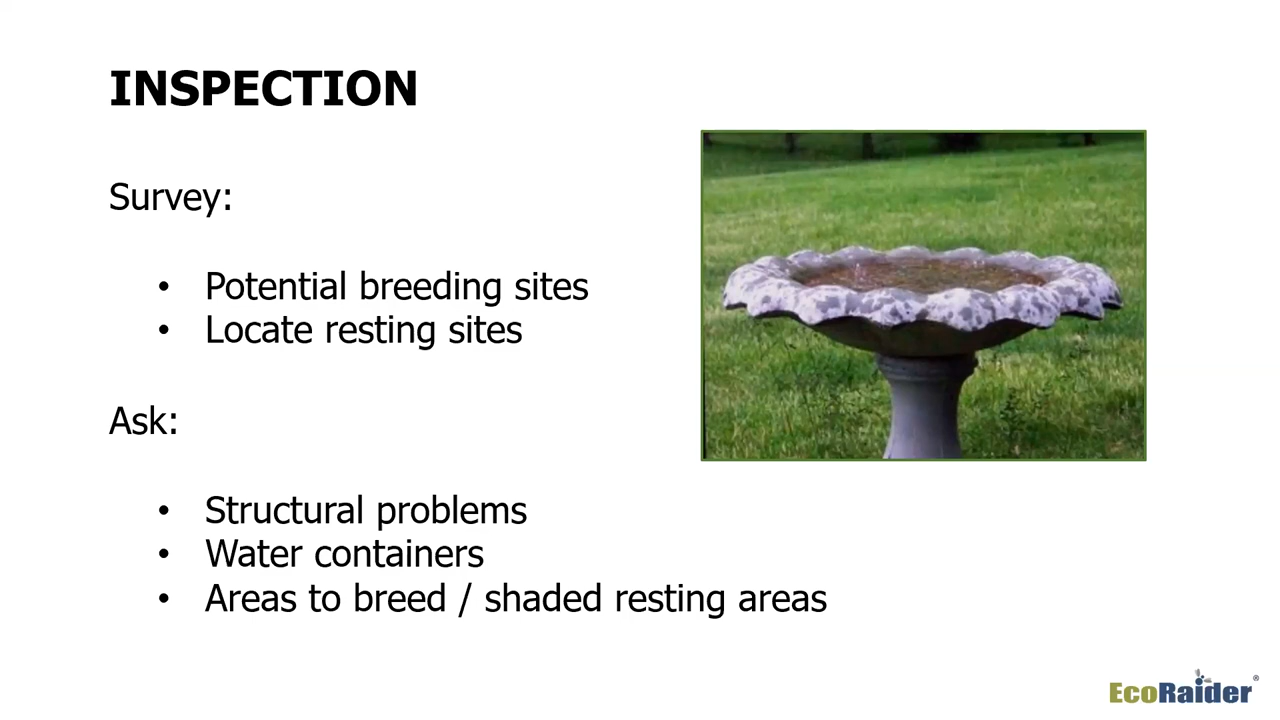 INSPECTION
Survey:
• Potential breeding sites
• Locate resting sites
Ask:
• Structural problems
• Water containers
• Areas to breed / shaded resting areas
EcoRaider®